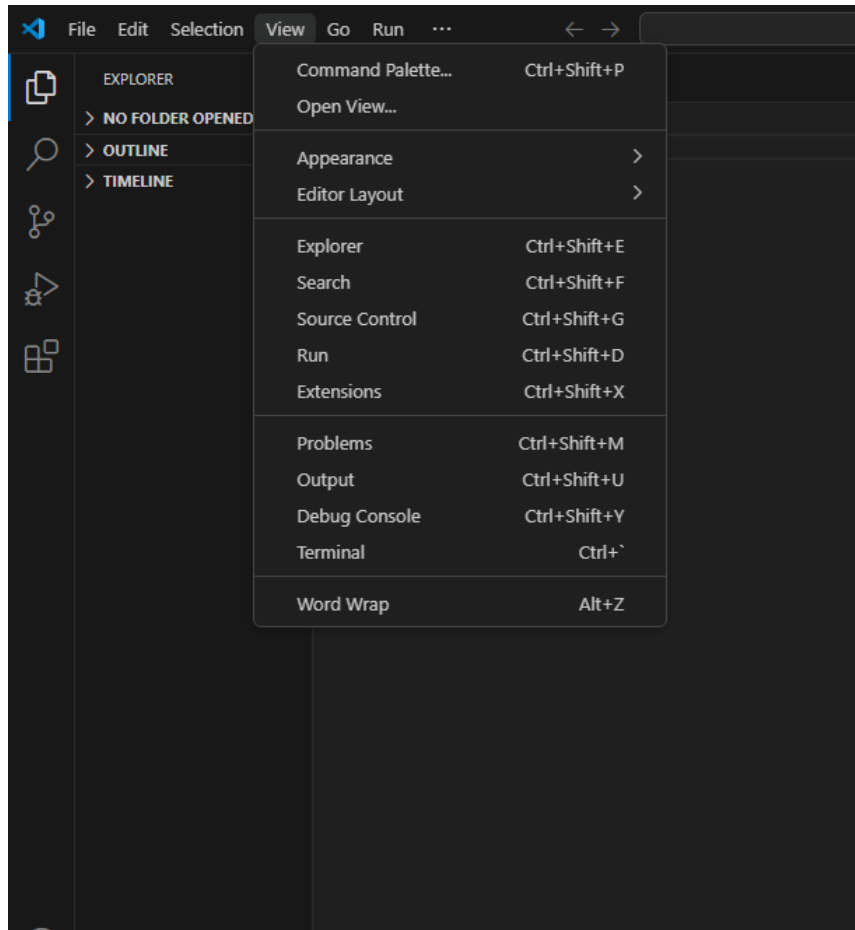 File Edit Selection View Go Run ···
EXPLORER
NO FOLDER OPENED
OUTLINE
TIMELINE
Command Palette... Ctrl+Shift+P
Open View...
Appearance
Editor Layout
Explorer Ctrl+Shift+E
Search Ctrl+Shift+F
Source Control Ctrl+Shift+G
Run Ctrl+Shift+D
Extensions Ctrl+Shift+X
Problems Ctrl+Shift+M
Output Ctrl+Shift+U
Debug Console Ctrl+Shift+Y
Terminal Ctrl+`
Word Wrap Alt+Z